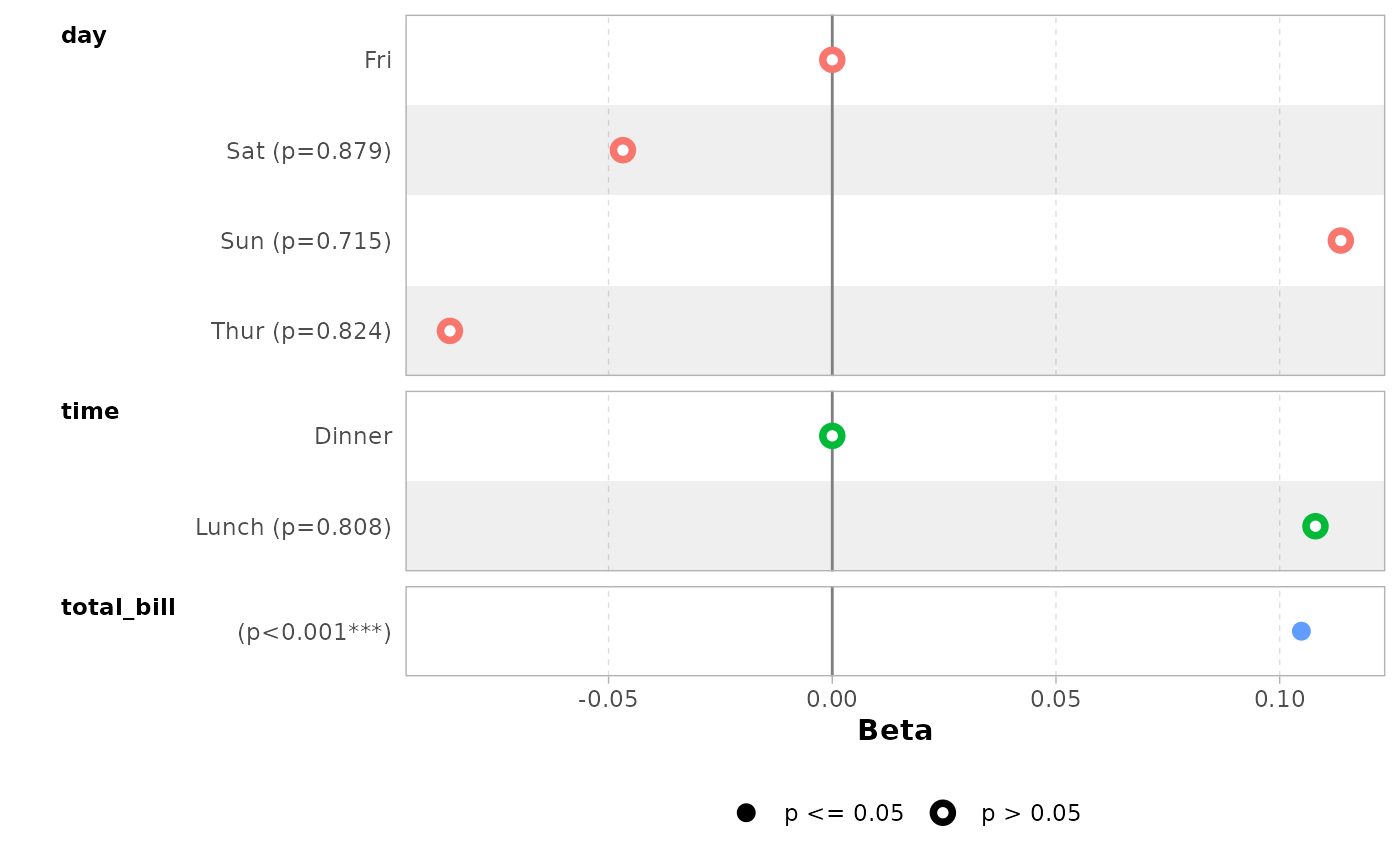 day
Fri
Sat (p=0.879)
Sun (p=0.715)
Thur (p=0.824)
time
Dinner
Lunch (p=0.808)
total_bill
(p<0.001***)
-0.05 0.00 0.05 0.10
Beta
p <= 0.05 p > 0.05